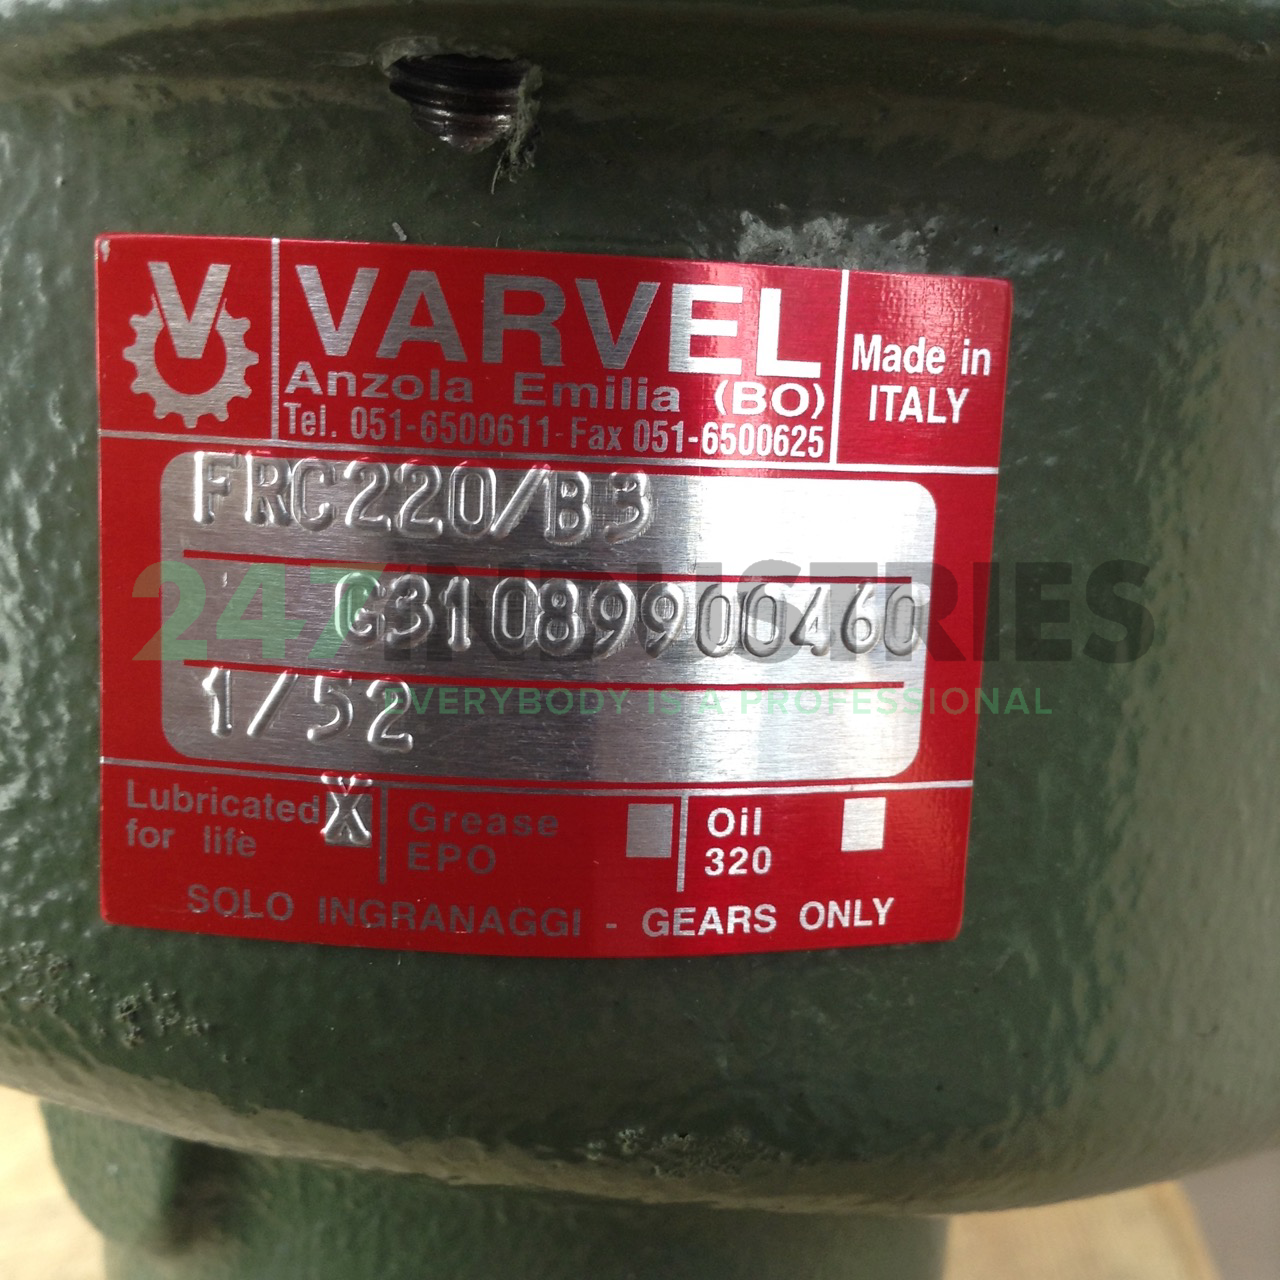 V
VARVEL
Anzola Emilia (BO)
Tel. 051-6500611-Fax 051-6500625
Made in
ITALY
FRC220/B3
G31089900460
1/52
247INDUSTRIES
EVERYBODY IS A PROFESSIONAL
Lubricated X
for life
Grease
EPO
Oil
320
SOLO INGRANAGGI - GEARS ONLY